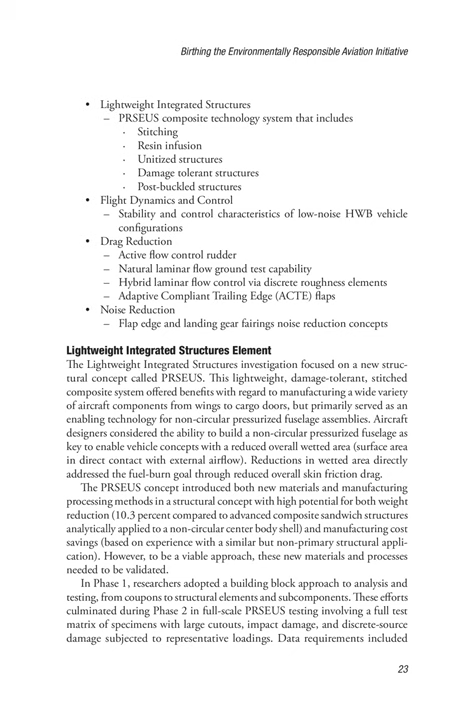 Birthing the Environmentally Responsible Aviation Initiative
• Lightweight Integrated Structures
– PRSEUS composite technology system that includes
· Stitching
· Resin infusion
· Unitized structures
· Damage tolerant structures
· Post-buckled structures
• Flight Dynamics and Control
– Stability and control characteristics of low-noise HWB vehicle
configurations
• Drag Reduction
– Active flow control rudder
– Natural laminar flow ground test capability
– Hybrid laminar flow control via discrete roughness elements
– Adaptive Compliant Trailing Edge (ACTE) flaps
• Noise Reduction
– Flap edge and landing gear fairings noise reduction concepts
Lightweight Integrated Structures Element
The Lightweight Integrated Structures investigation focused on a new struc-
tural concept called PRSEUS. This lightweight, damage-tolerant, stitched
composite system offered benefits with regard to manufacturing a wide variety
of aircraft components from wings to cargo doors, but primarily served as an
enabling technology for non-circular pressurized fuselage assemblies. Aircraft
designers considered the ability to build a non-circular pressurized fuselage as
key to enable vehicle concepts with a reduced overall wetted area (surface area
in direct contact with external airflow). Reductions in wetted area directly
addressed the fuel-burn goal through reduced overall skin friction drag.
The PRSEUS concept introduced both new materials and manufacturing
processing methods in a structural concept with high potential for both weight
reduction (10.3 percent compared to advanced composite sandwich structures
analytically applied to a non-circular center body shell) and manufacturing cost
savings (based on experience with a similar but non-primary structural appli-
cation). However, to be a viable approach, these new materials and processes
needed to be validated.
In Phase 1, researchers adopted a building block approach to analysis and
testing, from coupons to structural elements and subcomponents. These efforts
culminated during Phase 2 in full-scale PRSEUS testing involving a full test
matrix of specimens with large cutouts, impact damage, and discrete-source
damage subjected to representative loadings. Data requirements included
23